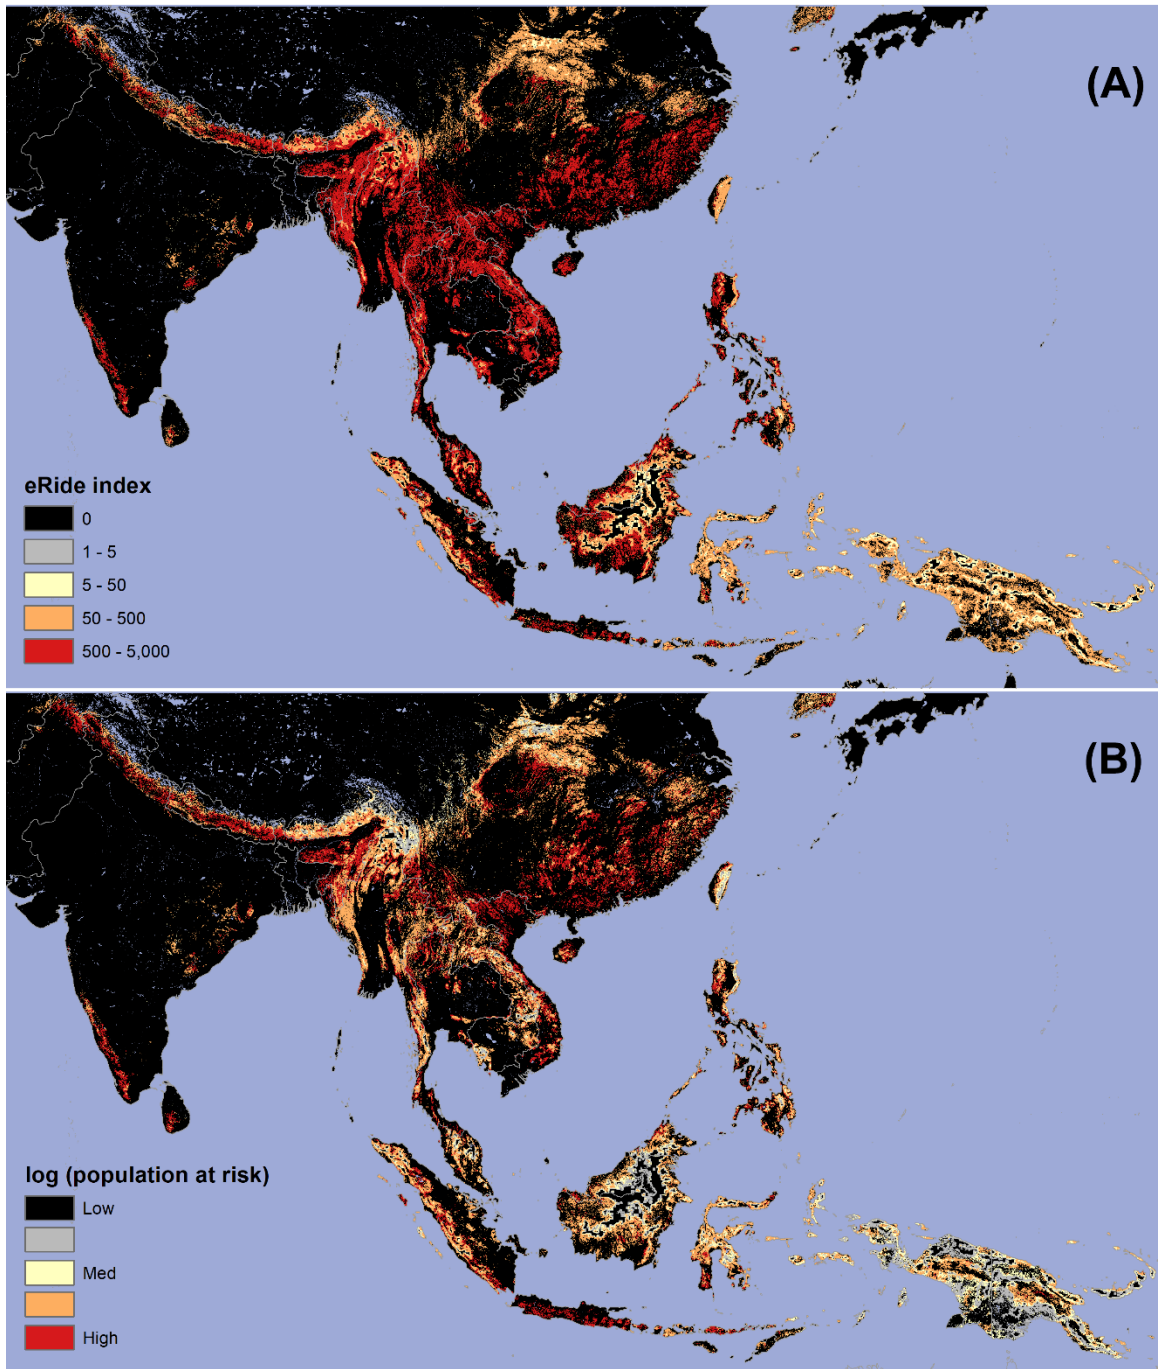 (A)
eRide index
0
1 - 5
5 - 50
50 - 500
500 - 5,000
(B)
log (population at risk)
Low
Med
High